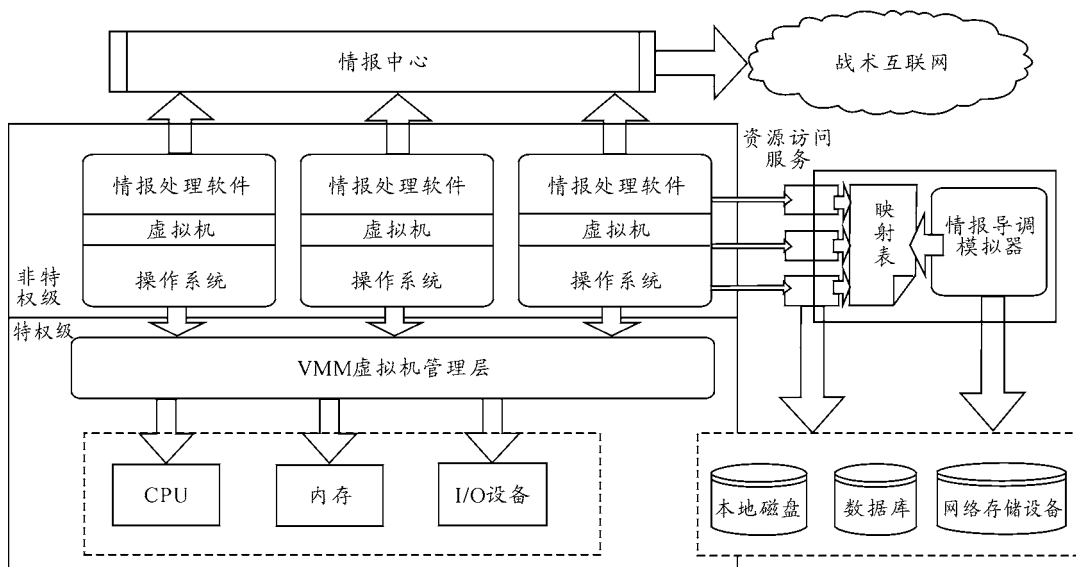 情报中心
战术互联网
资源访问
服务
情报处理软件
情报处理软件
情报处理软件
虚拟机
虚拟机
虚拟机
操作系统
操作系统
操作系统
映
射
表
情报导调
模拟器
非特
权级
特权级
VMM虚拟机管理层
CPU
内存
I/O设备
本地磁盘
数据库
网络存储设备